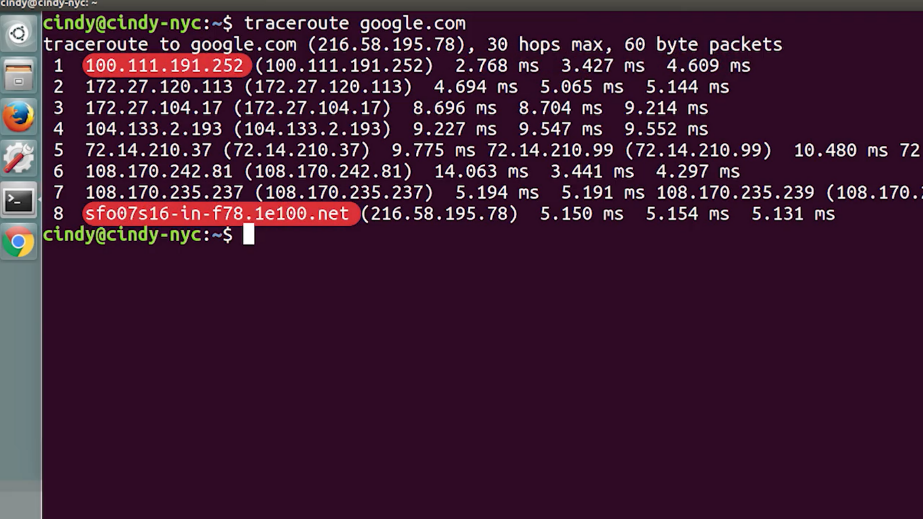 cindy@cindy-nyc: ~
cindy@cindy-nyc:~$ traceroute google.com
traceroute to google.com (216.58.195.78), 30 hops max, 60 byte packets
1 100.111.191.252 (100.111.191.252) 2.768 ms 3.427 ms 4.609 ms
2 172.27.120.113 (172.27.120.113) 4.694 ms 5.065 ms 5.144 ms
3 172.27.104.17 (172.27.104.17) 8.696 ms 8.704 ms 9.214 ms
4 104.133.2.193 (104.133.2.193) 9.227 ms 9.547 ms 9.552 ms
5 72.14.210.37 (72.14.210.37) 9.775 ms 72.14.210.99 (72.14.210.99) 10.480 ms 72
6 108.170.242.81 (108.170.242.81) 14.063 ms 3.441 ms 4.297 ms
7 108.170.235.237 (108.170.235.237) 5.194 ms 5.191 ms 108.170.235.239 (108.170.
8 sfo07s16-in-f78.1e100.net (216.58.195.78) 5.150 ms 5.154 ms 5.131 ms
cindy@cindy-nyc:~$